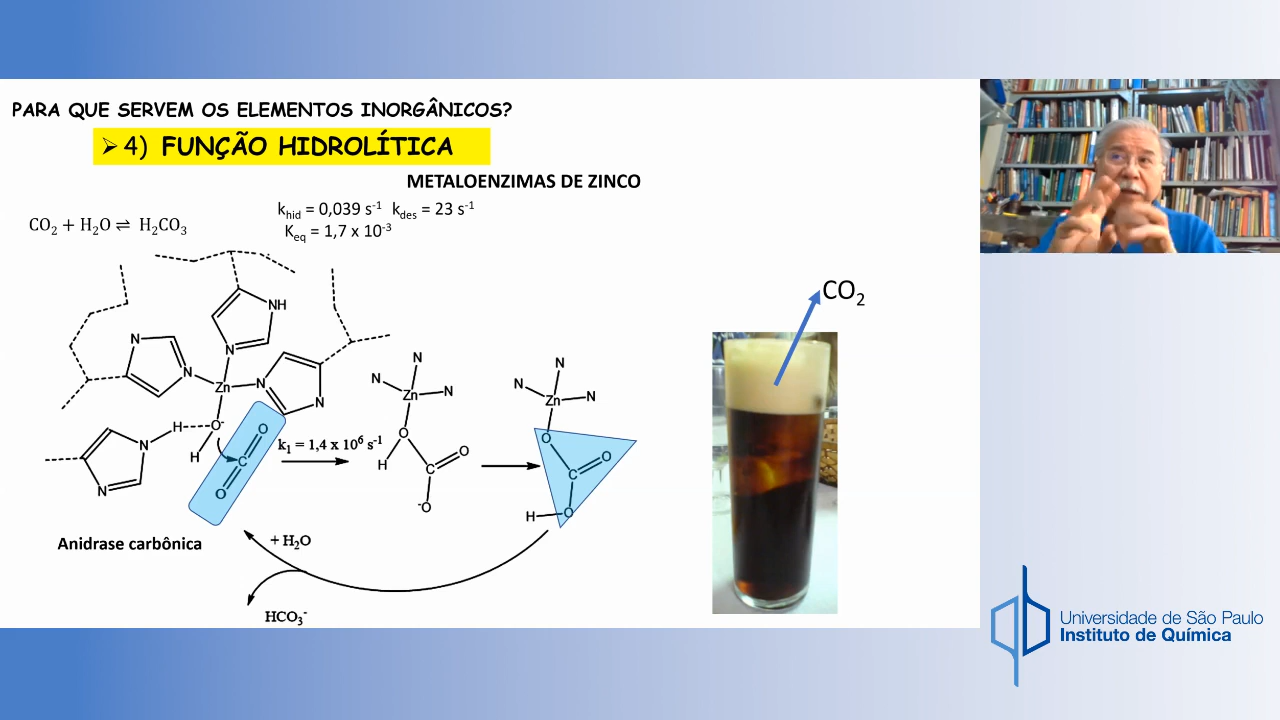 PARA QUE SERVEM OS ELEMENTOS INORGÂNICOS?
➢ 4) FUNÇÃO HIDROLÍTICA
METALOENZIMAS DE ZINCO
k_hid = 0,039 s⁻¹ k_des = 23 s⁻¹
K_eq = 1,7 x 10⁻³
CO₂ + H₂O ⇌ H₂CO₃
NH
N
N
N
Zn
N
N
H
O⁻
N
H
N
O
C
O
k₁ = 1,4 x 10⁶ s⁻¹
N
N
Zn
N
O
H
C
O
⁻O
N
N
Zn
N
O
C
O
H
O
CO₂
Anidrase carbônica
+ H₂O
HCO₃⁻
Universidade de São Paulo
Instituto de Química